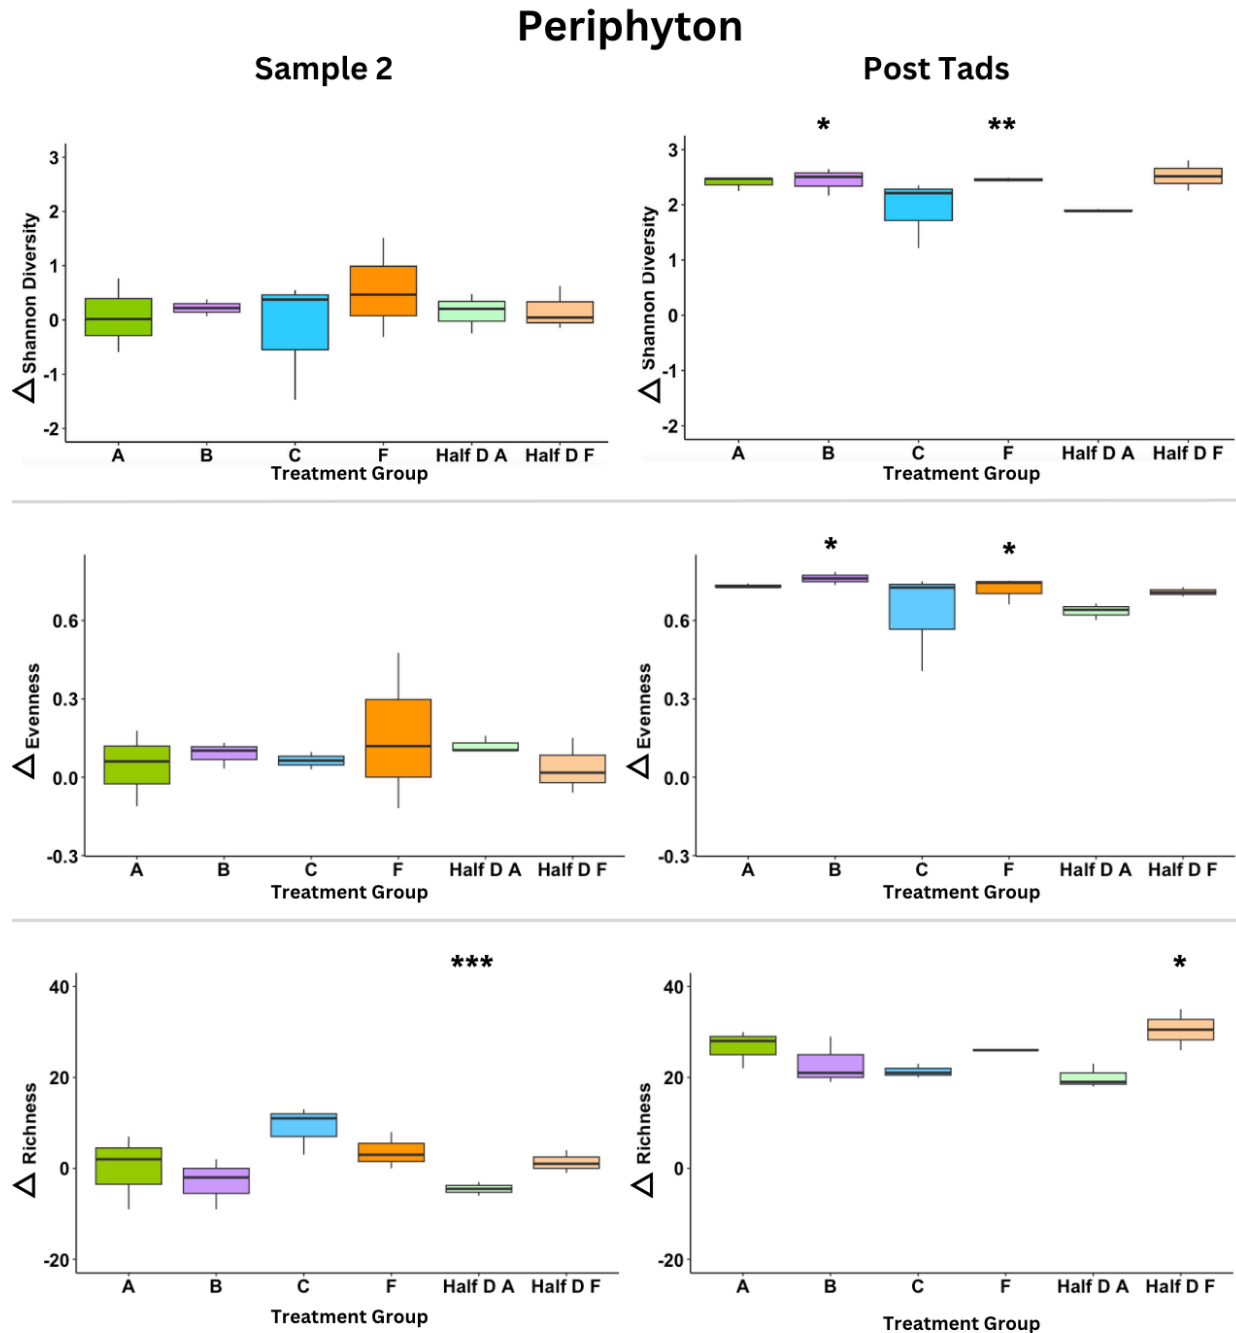 Periphyton
Sample 2
Post Tads
* **
△ Shannon Diversity
3
2
1
0
-1
-2
A B C F Half D A Half D F
Treatment Group
△ Shannon Diversity
3
2
1
0
-1
-2
A B C F Half D A Half D F
Treatment Group
△ Evenness
0.6
0.3
0.0
-0.3
A B C F Half D A Half D F
Treatment Group
* *
△ Evenness
0.6
0.3
0.0
-0.3
A B C F Half D A Half D F
Treatment Group
***
△ Richness
40
20
0
-20
A B C F Half D A Half D F
Treatment Group
*
△ Richness
40
20
0
-20
A B C F Half D A Half D F
Treatment Group